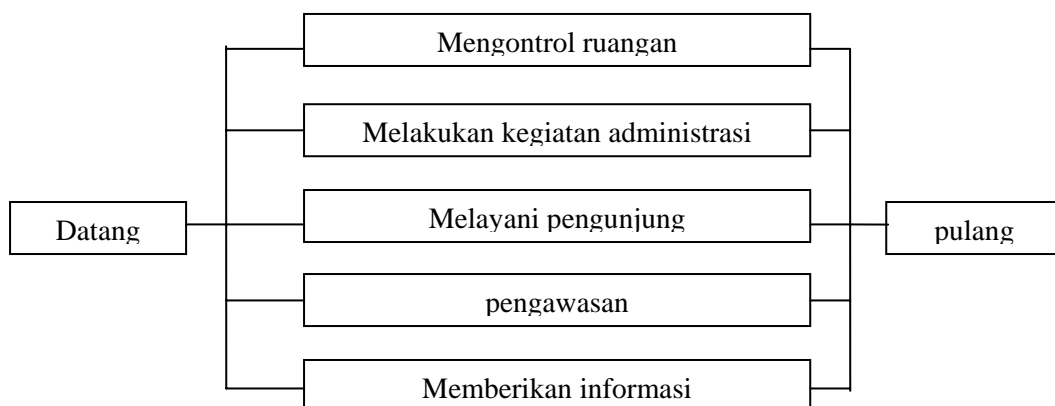 Mengontrol ruangan
Melakukan kegiatan administrasi
Datang
Melayani pengunjung
pulang
pengawasan
Memberikan informasi